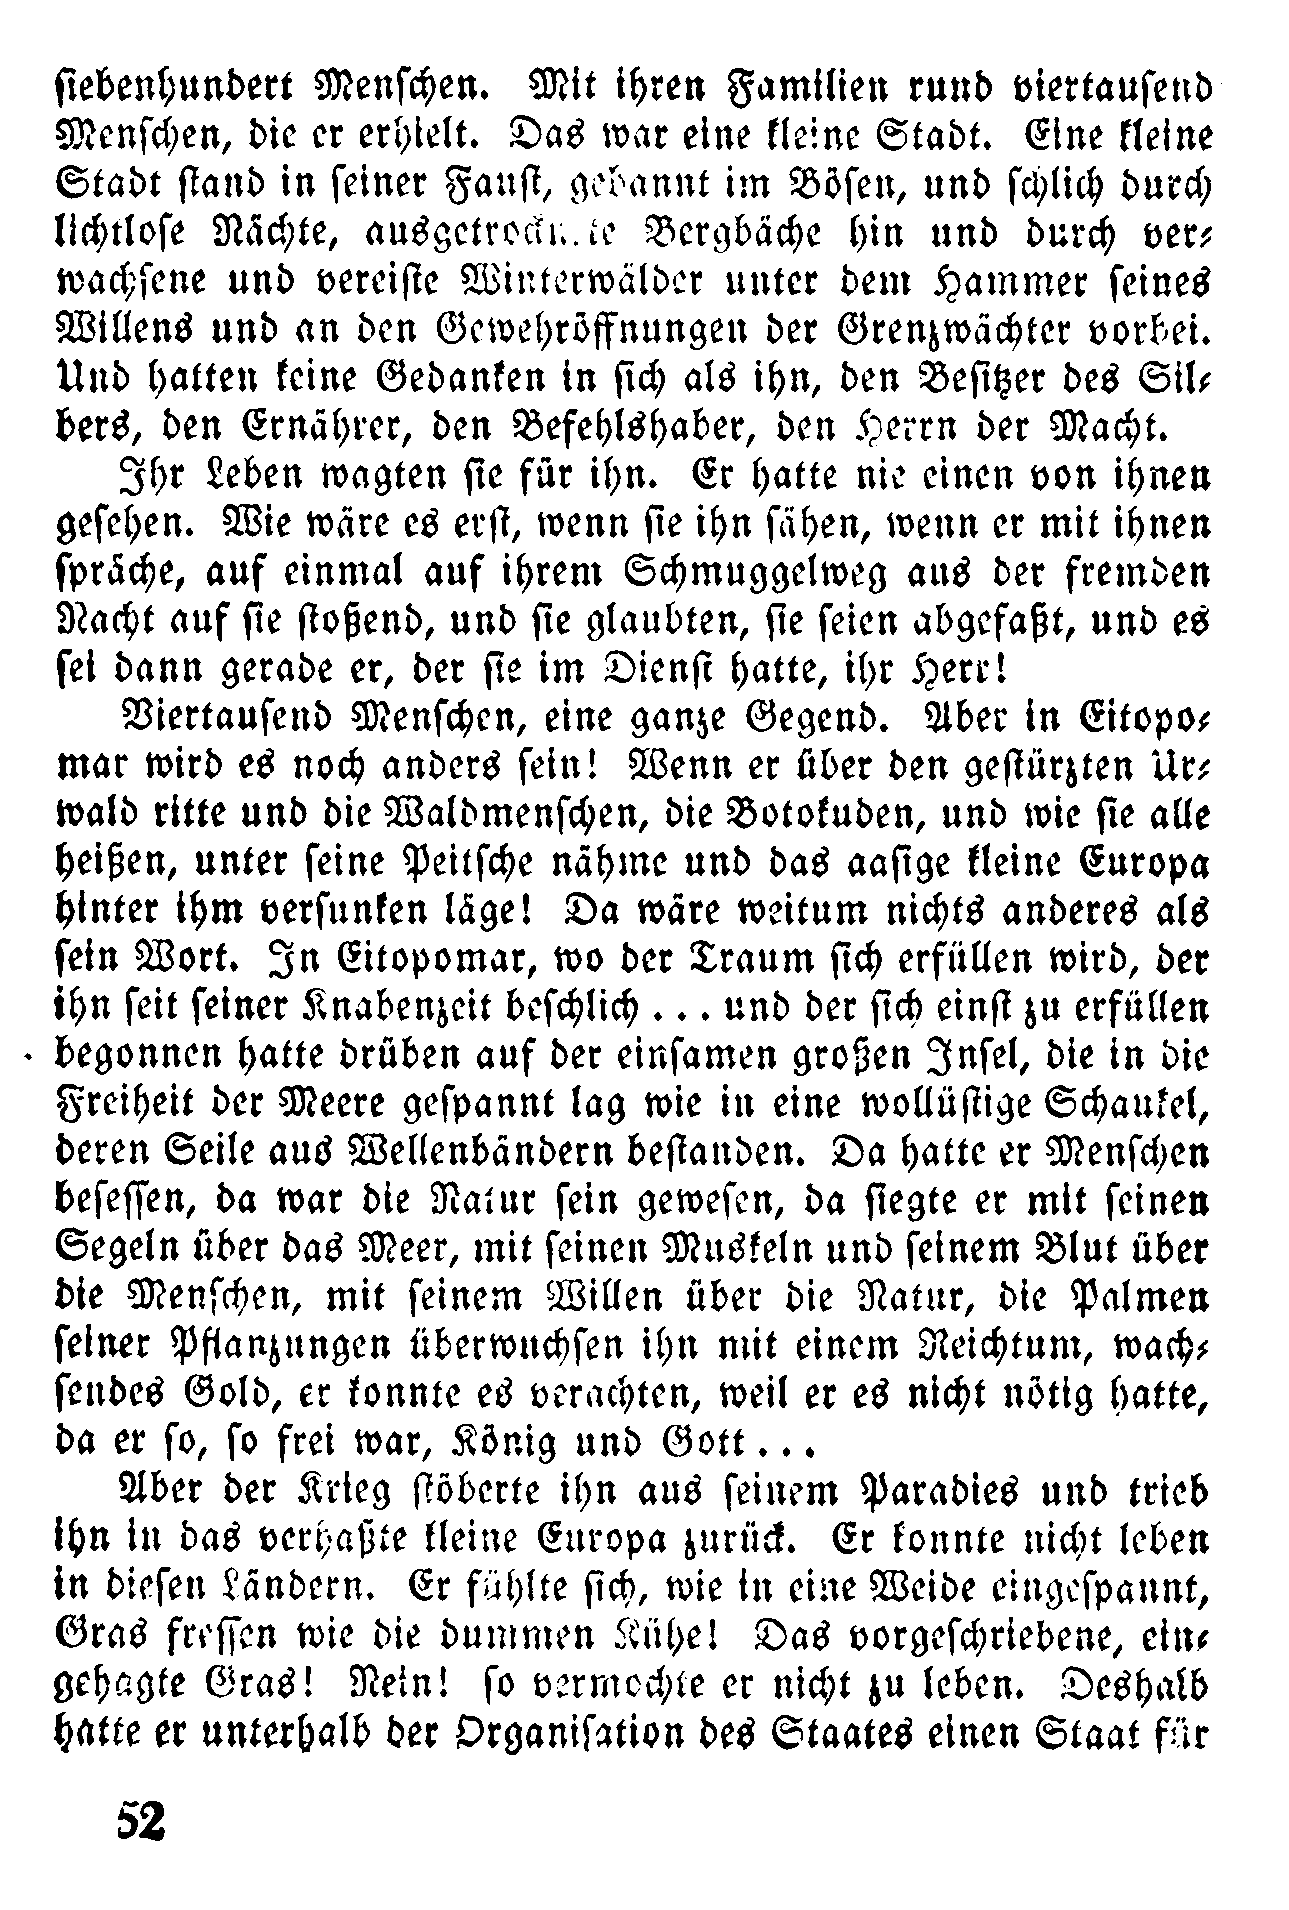 siebenhundert Menschen. Mit ihren Familien rund viertausend
Menschen, die er erhielt. Das war eine kleine Stadt. Eine kleine
Stadt stand in seiner Faust, gebannt im Bösen, und schlich durch
lichtlose Nächte, ausgetrocknete Bergbäche hin und durch ver-
wachsene und vereiste Winterwälder unter dem Hammer seines
Willens und an den Gewehröffnungen der Grenzwächter vorbei.
Und hatten keine Gedanken in sich als ihn, den Besitzer des Sil-
bers, den Ernährer, den Befehlshaber, den Herrn der Macht.
Ihr Leben wagten sie für ihn. Er hatte nie einen von ihnen
gesehen. Wie wäre es erst, wenn sie ihn sähen, wenn er mit ihnen
spräche, auf einmal auf ihrem Schmuggelweg aus der fremden
Nacht auf sie stoßend, und sie glaubten, sie seien abgefaßt, und es
sei dann gerade er, der sie im Dienst hatte, ihr Herr!
Viertausend Menschen, eine ganze Gegend. Aber in Eitopo-
mar wird es noch anders sein! Wenn er über den gestürzten Ur-
wald ritte und die Waldmenschen, die Botokuden, und wie sie alle
heißen, unter seine Peitsche nähme und das aasige kleine Europa
hinter ihm versunken läge! Da wäre weitum nichts anderes als
sein Wort. In Eitopomar, wo der Traum sich erfüllen wird, der
ihn seit seiner Knabenzeit beschlich ... und der sich einst zu erfüllen
begonnen hatte drüben auf der einsamen großen Insel, die in die
Freiheit der Meere gespannt lag wie in eine wollüstige Schaukel,
deren Seile aus Wellenbändern bestanden. Da hatte er Menschen
besessen, da war die Natur sein gewesen, da siegte er mit seinen
Segeln über das Meer, mit seinen Muskeln und seinem Blut über
die Menschen, mit seinem Willen über die Natur, die Palmen
seiner Pflanzungen überwuchsen ihn mit einem Reichtum, wach-
sendes Gold, er konnte es verachten, weil er es nicht nötig hatte,
da er so, so frei war, König und Gott ...
Aber der Krieg stöberte ihn aus seinem Paradies und trieb
ihn in das verhaßte kleine Europa zurück. Er konnte nicht leben
in diesen Ländern. Er fühlte sich, wie in eine Weide eingespannt,
Gras fressen wie die dummen Kühe! Das vorgeschriebene, ein-
gehagte Gras! Nein! so vermochte er nicht zu leben. Deshalb
hatte er unterhalb der Organisation des Staates einen Staat für
52